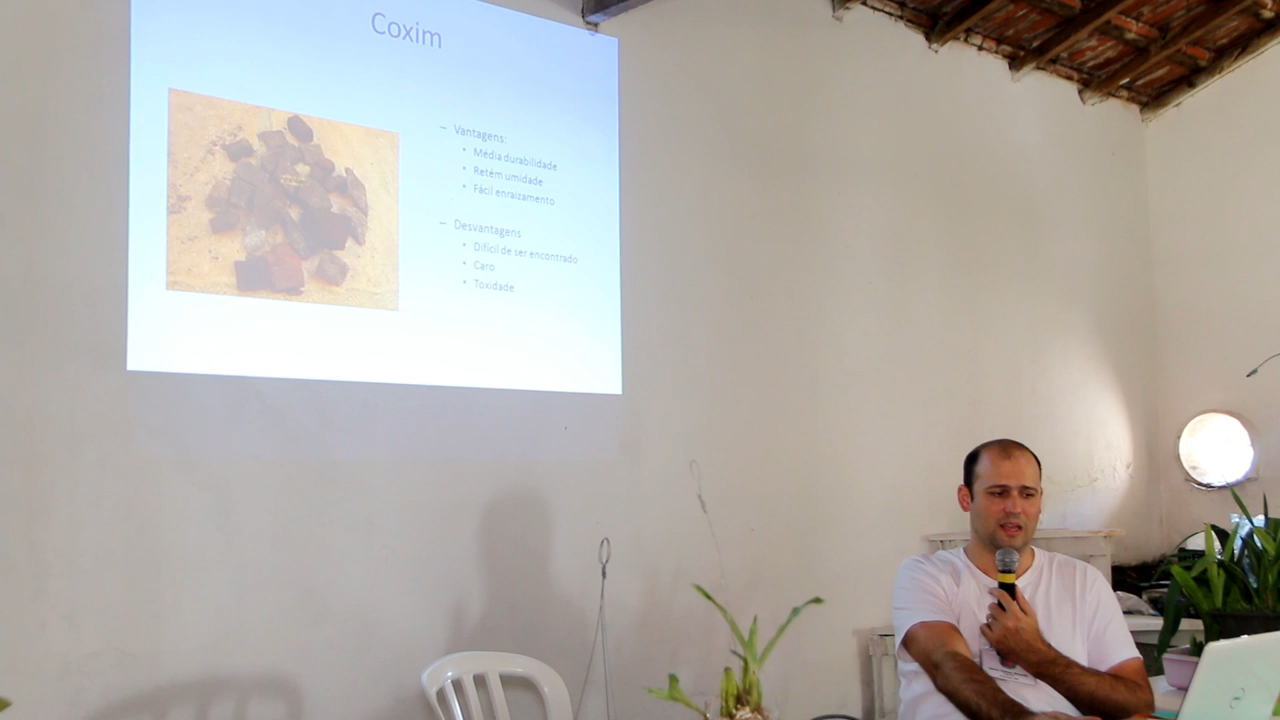 Coxim
– Vantagens:
• Média durabilidade
• Retém umidade
• Fácil enraizamento
– Desvantagens
• Difícil de ser encontrado
• Caro
• Toxidade